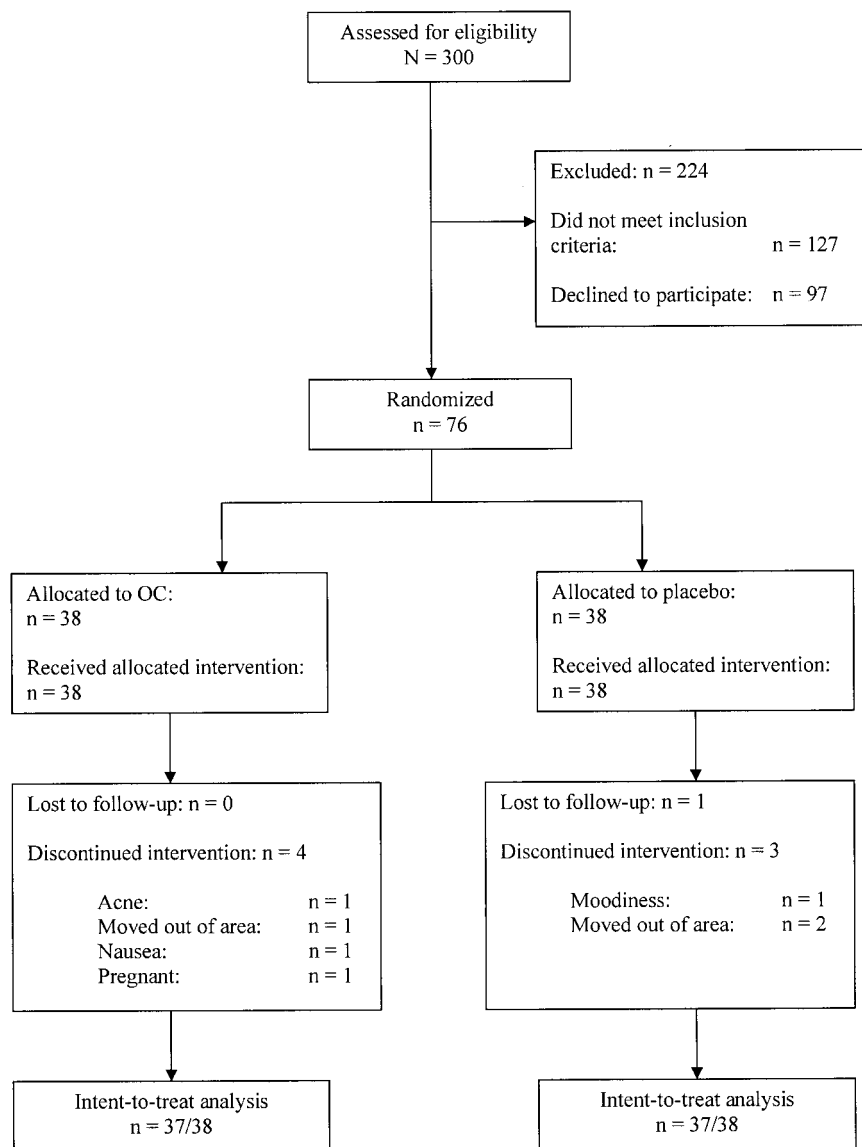 Assessed for eligibility
N = 300
Excluded: n = 224
Did not meet inclusion
criteria: n = 127
Declined to participate: n = 97
Randomized
n = 76
Allocated to OC:
n = 38
Received allocated intervention:
n = 38
Allocated to placebo:
n = 38
Received allocated intervention:
n = 38
Lost to follow-up: n = 0
Discontinued intervention: n = 4
Acne: n = 1
Moved out of area: n = 1
Nausea: n = 1
Pregnant: n = 1
Lost to follow-up: n = 1
Discontinued intervention: n = 3
Moodiness: n = 1
Moved out of area: n = 2
Intent-to-treat analysis
n = 37/38
Intent-to-treat analysis
n = 37/38